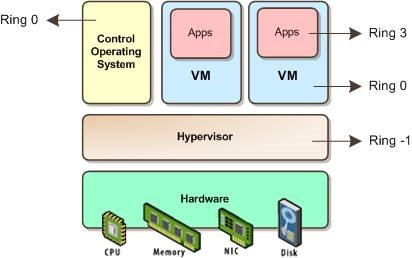 Ring 0
Control
Operating
System
Apps
VM
Apps
VM
Ring 3
Ring 0
Hypervisor
Ring -1
Hardware
CPU
Memory
NIC
Disk